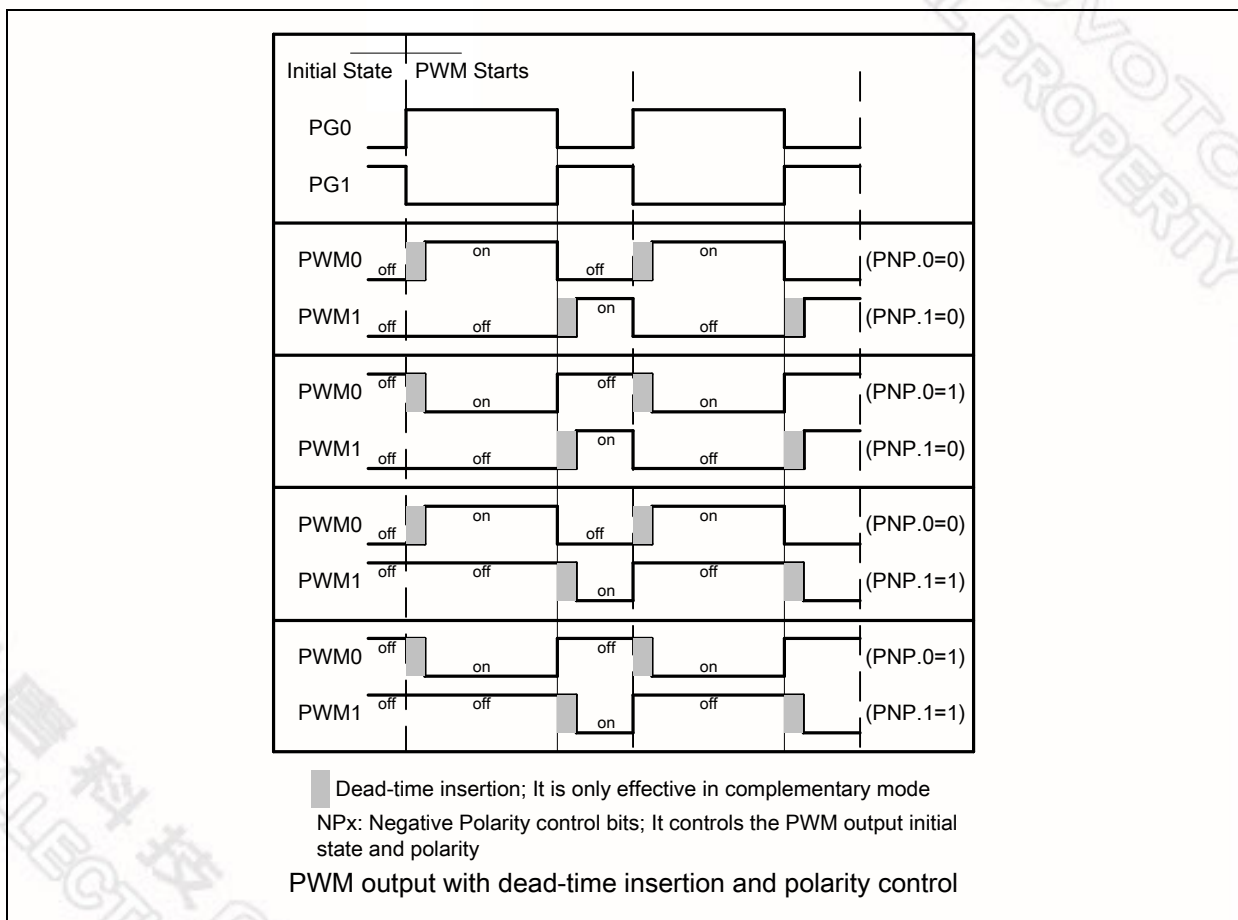 Initial State PWM Starts
PG0
PG1
PWM0 off on off on (PNP.0=0)
PWM1 off off on off (PNP.1=0)
PWM0 off on off on (PNP.0=1)
PWM1 off off on off (PNP.1=0)
PWM0 off on off on (PNP.0=0)
PWM1 off off on off (PNP.1=1)
PWM0 off on off on (PNP.0=1)
PWM1 off off on off (PNP.1=1)
Dead-time insertion; It is only effective in complementary mode
NPx: Negative Polarity control bits; It controls the PWM output initial
state and polarity
PWM output with dead-time insertion and polarity control